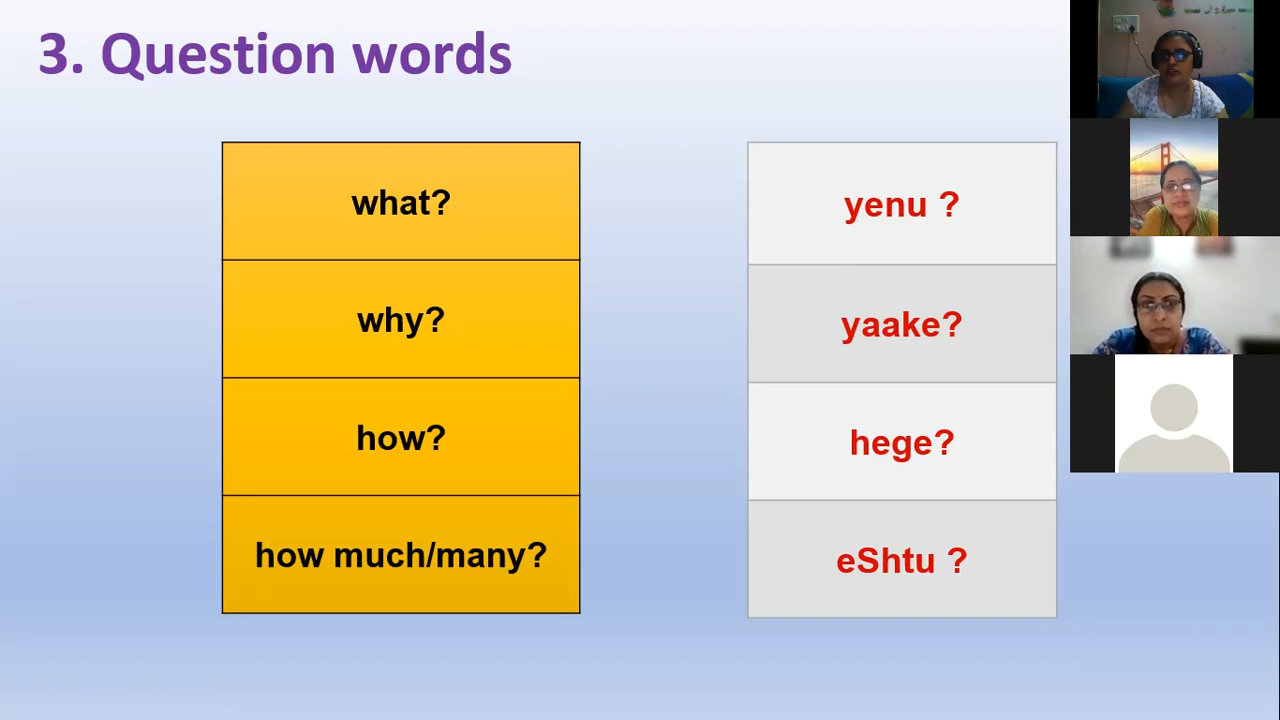 3. Question words
what?
yenu ?
why?
yaake?
how?
hege?
how much/many?
eShtu ?